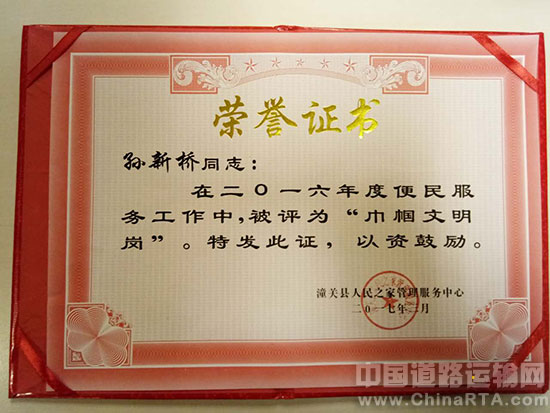 荣誉证书
孙新桥同志：
在二〇一六年度便民服
务工作中,被评为“巾帼文明
岗”。特发此证，以资鼓励。
潼关县人民之家管理服务中心
二〇一七年三月
中国道路运输网
www.ChinaRTA.com